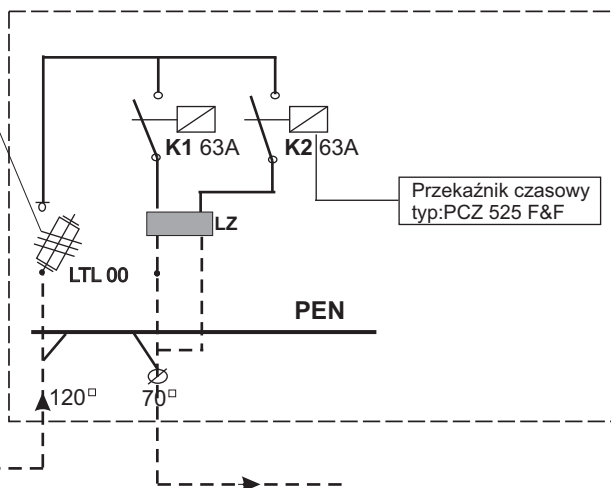 K1 63A
K2 63A
Przekaźnik czasowy
typ:PCZ 525 F&F
LZ
LTL 00
PEN
120□
70□